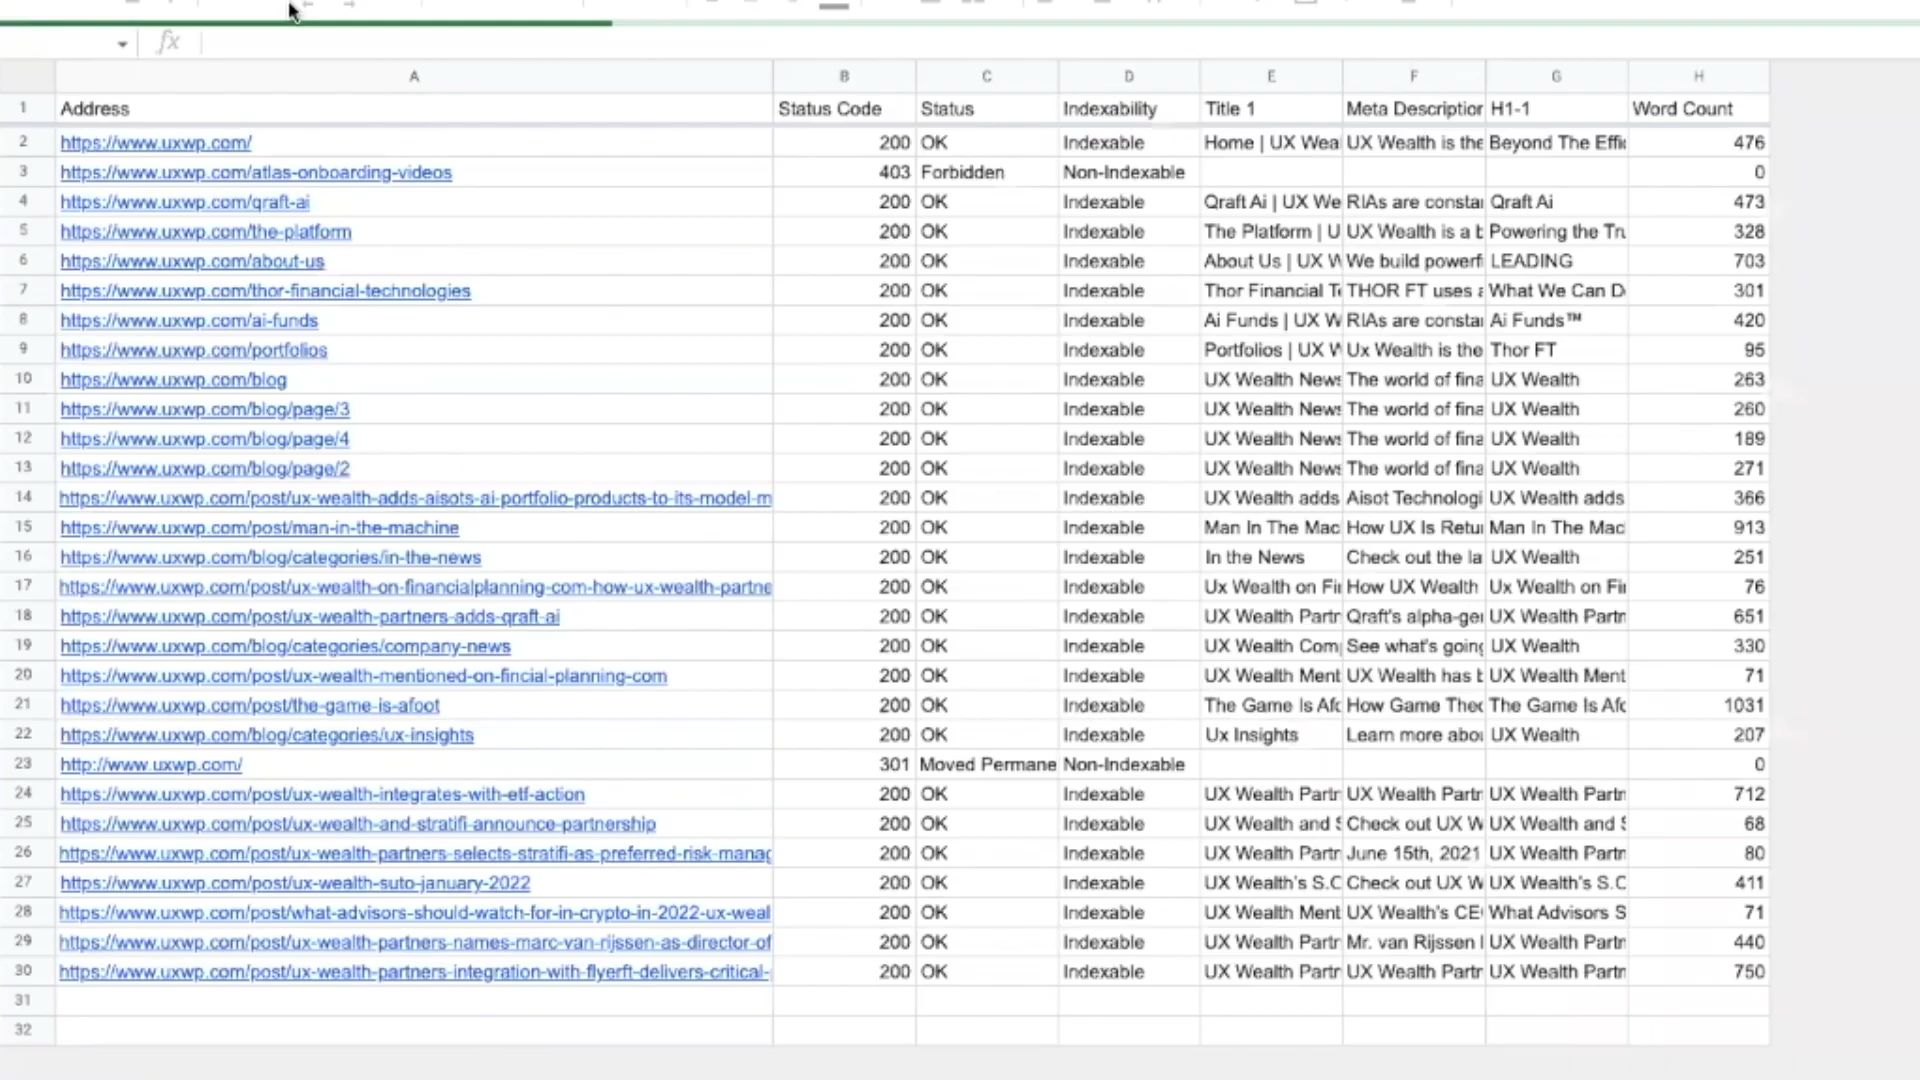 fx
A B C D E F G H
1 Address Status Code Status Indexability Title 1 Meta Description H1-1 Word Count
2 https://www.uxwp.com/ 200 OK Indexable Home | UX Wea UX Wealth is the Beyond The Effi 476
3 https://www.uxwp.com/atlas-onboarding-videos 403 Forbidden Non-Indexable 0
4 https://www.uxwp.com/qraft-ai 200 OK Indexable Qraft Ai | UX We RIAs are constar Qraft Ai 473
5 https://www.uxwp.com/the-platform 200 OK Indexable The Platform | U UX Wealth is a b Powering the Tru 328
6 https://www.uxwp.com/about-us 200 OK Indexable About Us | UX W We build powerf LEADING 703
7 https://www.uxwp.com/thor-financial-technologies 200 OK Indexable Thor Financial Te THOR FT uses a What We Can D 301
8 https://www.uxwp.com/ai-funds 200 OK Indexable Ai Funds | UX W RIAs are constar Ai Funds™ 420
9 https://www.uxwp.com/portfolios 200 OK Indexable Portfolios | UX W Ux Wealth is the Thor FT 95
10 https://www.uxwp.com/blog 200 OK Indexable UX Wealth News The world of fina UX Wealth 263
11 https://www.uxwp.com/blog/page/3 200 OK Indexable UX Wealth News The world of fina UX Wealth 260
12 https://www.uxwp.com/blog/page/4 200 OK Indexable UX Wealth News The world of fina UX Wealth 189
13 https://www.uxwp.com/blog/page/2 200 OK Indexable UX Wealth News The world of fina UX Wealth 271
14 https://www.uxwp.com/post/ux-wealth-adds-aisots-ai-portfolio-products-to-its-model-m 200 OK Indexable UX Wealth adds Aisot Technologi UX Wealth adds 366
15 https://www.uxwp.com/post/man-in-the-machine 200 OK Indexable Man In The Mac How UX Is Retur Man In The Mac 913
16 https://www.uxwp.com/blog/categories/in-the-news 200 OK Indexable In the News Check out the la UX Wealth 251
17 https://www.uxwp.com/post/ux-wealth-on-financialplanning-com-how-ux-wealth-partne 200 OK Indexable Ux Wealth on Fin How UX Wealth Ux Wealth on Fin 76
18 https://www.uxwp.com/post/ux-wealth-partners-adds-qraft-ai 200 OK Indexable UX Wealth Partn Qraft's alpha-ger UX Wealth Partn 651
19 https://www.uxwp.com/blog/categories/company-news 200 OK Indexable UX Wealth Com See what's going UX Wealth 330
20 https://www.uxwp.com/post/ux-wealth-mentioned-on-fincial-planning-com 200 OK Indexable UX Wealth Ment UX Wealth has b UX Wealth Ment 71
21 https://www.uxwp.com/post/the-game-is-afoot 200 OK Indexable The Game Is Afo How Game Theo The Game Is Afo 1031
22 https://www.uxwp.com/blog/categories/ux-insights 200 OK Indexable Ux Insights Learn more abou UX Wealth 207
23 http://www.uxwp.com/ 301 Moved Permane Non-Indexable 0
24 https://www.uxwp.com/post/ux-wealth-integrates-with-etf-action 200 OK Indexable UX Wealth Partn UX Wealth Partn UX Wealth Partn 712
25 https://www.uxwp.com/post/ux-wealth-and-stratifi-announce-partnership 200 OK Indexable UX Wealth and S Check out UX W UX Wealth and S 68
26 https://www.uxwp.com/post/ux-wealth-partners-selects-stratifi-as-preferred-risk-manag 200 OK Indexable UX Wealth Partn June 15th, 2021 UX Wealth Partn 80
27 https://www.uxwp.com/post/ux-wealth-suto-january-2022 200 OK Indexable UX Wealth's S.C Check out UX W UX Wealth's S.C 411
28 https://www.uxwp.com/post/what-advisors-should-watch-for-in-crypto-in-2022-ux-weal 200 OK Indexable UX Wealth Ment UX Wealth's CE What Advisors S 71
29 https://www.uxwp.com/post/ux-wealth-partners-names-marc-van-rijssen-as-director-of 200 OK Indexable UX Wealth Partn Mr. van Rijssen UX Wealth Partn 440
30 https://www.uxwp.com/post/ux-wealth-partners-integration-with-flyerft-delivers-critical- 200 OK Indexable UX Wealth Partn UX Wealth Partn UX Wealth Partn 750
31
32